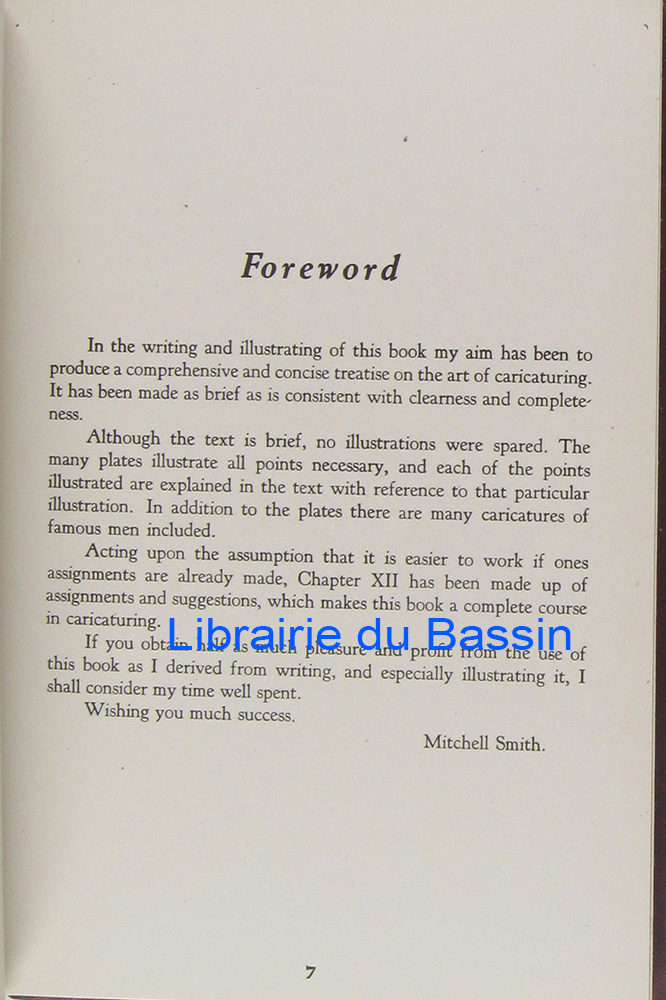 Foreword
In the writing and illustrating of this book my aim has been to
produce a comprehensive and concise treatise on the art of caricaturing.
It has been made as brief as is consistent with clearness and complete-
ness.
Although the text is brief, no illustrations were spared. The
many plates illustrate all points necessary, and each of the points
illustrated are explained in the text with reference to that particular
illustration. In addition to the plates there are many caricatures of
famous men included.
Acting upon the assumption that it is easier to work if ones
assignments are already made, Chapter XII has been made up of
assignments and suggestions, which makes this book a complete course
in caricaturing.
Librairie du Bassin
If you obtain half as much pleasure and profit from the use of
this book as I derived from writing, and especially illustrating it, I
shall consider my time well spent.
Wishing you much success.
Mitchell Smith.
7